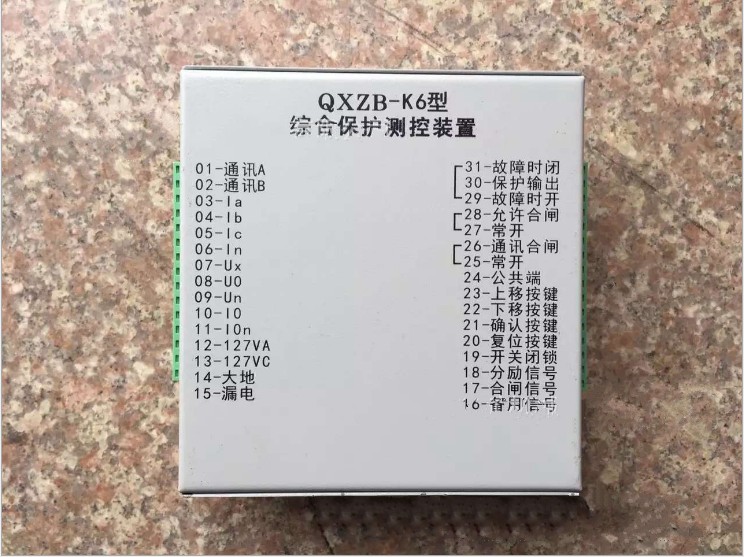 QXZB-K6型
综合保护测控装置
01-通讯A
02-通讯B
03-Ia
04-Ib
05-Ic
06-In
07-Ux
08-U0
09-Un
10-I0
11-I0n
12-127VA
13-127VC
14-大地
15-漏电
31-故障时闭
30-保护输出
29-故障时开
28-允许合闸
27-常开
26-通讯合闸
25-常开
24-公共端
23-上移按键
22-下移按键
21-确认按键
20-复位按键
19-开关闭锁
18-分励信号
17-合闸信号
16-备用信号